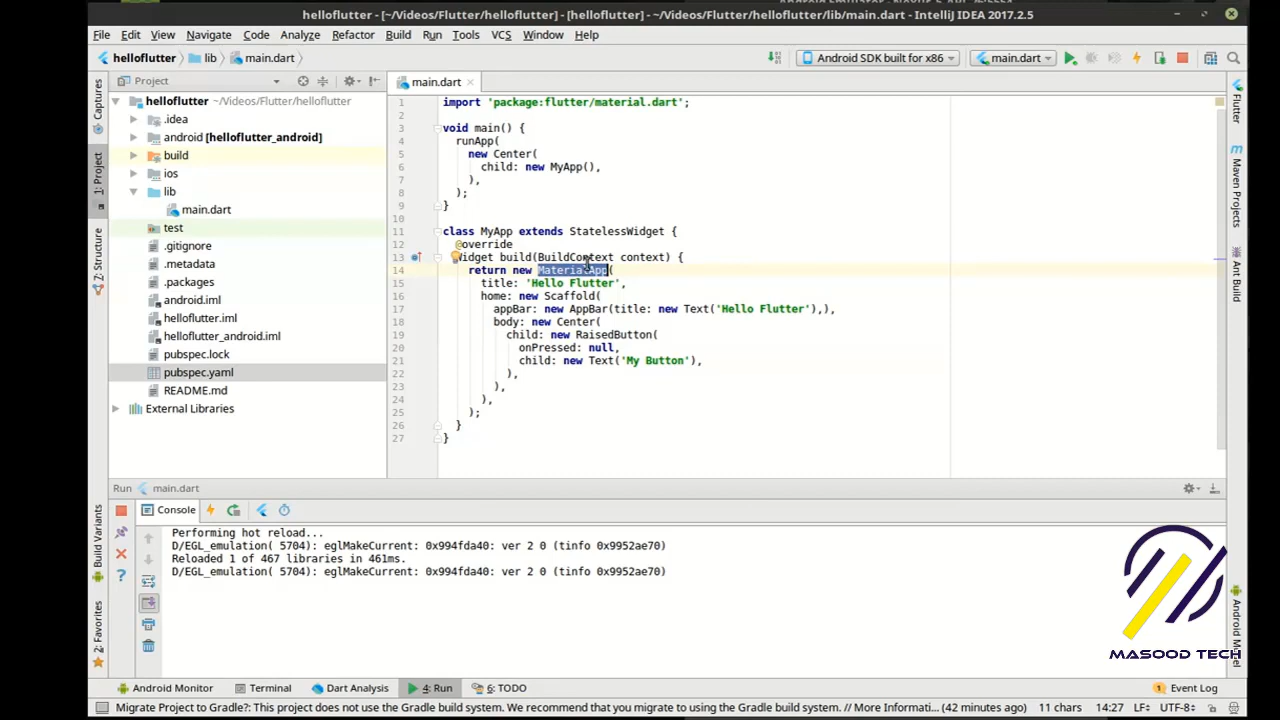 helloflutter - [~/Videos/Flutter/helloflutter] - [helloflutter] - ~/Videos/Flutter/helloflutter/lib/main.dart - IntelliJ IDEA 2017.2.5
File Edit View Navigate Code Analyze Refactor Build Run Tools VCS Window Help
helloflutter lib main.dart Android SDK built for x86 main.dart
Captures
1: Project
7: Structure
Build Variants
2: Favorites
Project
helloflutter ~/Videos/Flutter/helloflutter
.idea
android [helloflutter_android]
build
ios
lib
main.dart
test
.gitignore
.metadata
.packages
android.iml
helloflutter.iml
helloflutter_android.iml
pubspec.lock
pubspec.yaml
README.md
External Libraries
main.dart
1 import 'package:flutter/material.dart';
2
3 void main() {
4 runApp(
5 new Center(
6 child: new MyApp(),
7 ),
8 );
9 }
10
11 class MyApp extends StatelessWidget {
12 @override
13 Widget build(BuildContext context) {
14 return new MaterialApp(
15 title: 'Hello Flutter',
16 home: new Scaffold(
17 appBar: new AppBar(title: new Text('Hello Flutter'),),
18 body: new Center(
19 child: new RaisedButton(
20 onPressed: null,
21 child: new Text('My Button'),
22 ),
23 ),
24 ),
25 );
26 }
27 }
Flutter
Maven Projects
Ant Build
Android Model
Run main.dart
Console
Performing hot reload...
D/EGL_emulation( 5704): eglMakeCurrent: 0x994fda40: ver 2 0 (tinfo 0x9952ae70)
Reloaded 1 of 467 libraries in 461ms.
D/EGL_emulation( 5704): eglMakeCurrent: 0x994fda40: ver 2 0 (tinfo 0x9952ae70)
MASOOD TECH
Android Monitor Terminal Dart Analysis 4: Run 6: TODO 1 Event Log
Migrate Project to Gradle?: This project does not use the Gradle build system. We recommend that you migrate to using the Gradle build system. // More Informati... (42 minutes ago) 11 chars 14:27 LF÷ UTF-8÷